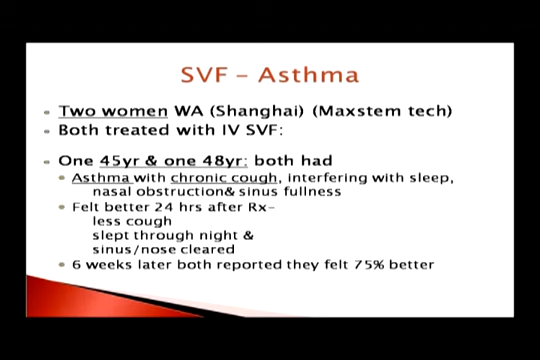 SVF – Asthma
Two women WA (Shanghai) (Maxstem tech)
Both treated with IV SVF:
One 45yr & one 48yr: both had
Asthma with chronic cough, interfering with sleep,
nasal obstruction& sinus fullness
Felt better 24 hrs after Rx–
less cough
slept through night &
sinus/nose cleared
6 weeks later both reported they felt 75% better